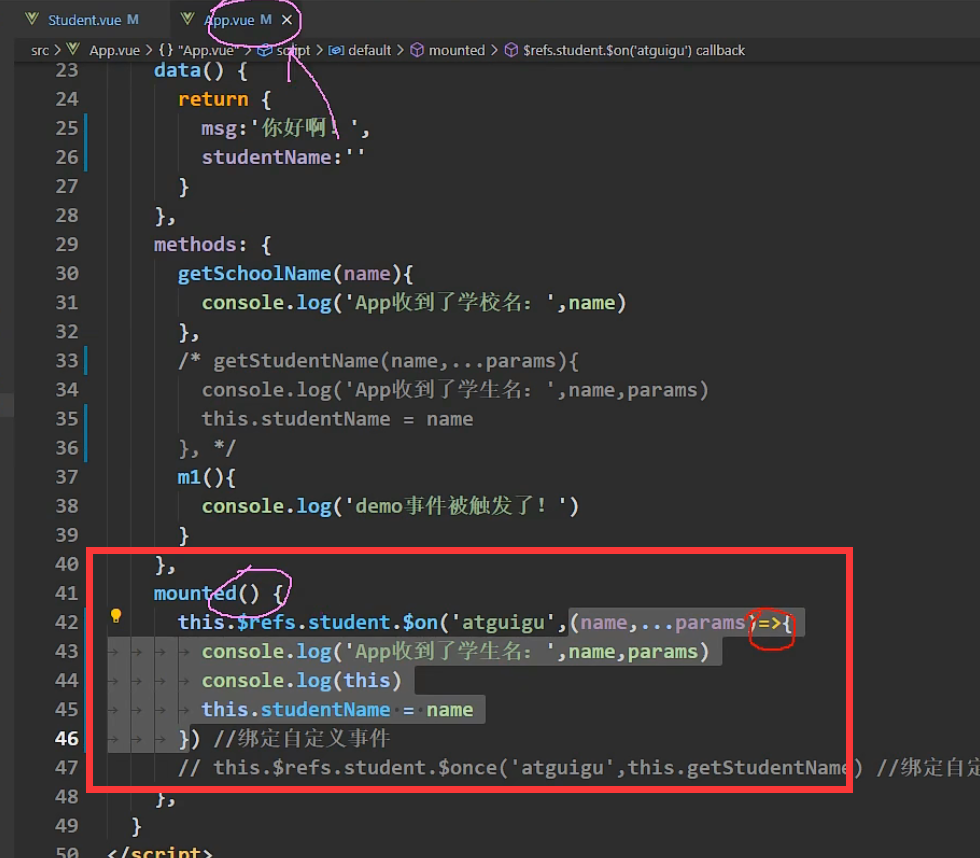 Student.vue M App.vue M ×
src > App.vue > {} "App.vue" > script > default > mounted > $refs.student.$on('atguigu') callback
23 data() {
24 return {
25 msg:'你好啊！',
26 studentName:''
27 }
28 },
29 methods: {
30 getSchoolName(name){
31 console.log('App收到了学校名：',name)
32 },
33 /* getStudentName(name,...params){
34 console.log('App收到了学生名：',name,params)
35 this.studentName = name
36 }, */
37 m1(){
38 console.log('demo事件被触发了！')
39 }
40 },
41 mounted() {
42 this.$refs.student.$on('atguigu',(name,...params)=>{
43 console.log('App收到了学生名：',name,params)
44 console.log(this)
45 this.studentName = name
46 }) //绑定自定义事件
47 // this.$refs.student.$once('atguigu',this.getStudentName) //绑定自定
48 },
49 }
50 </script>